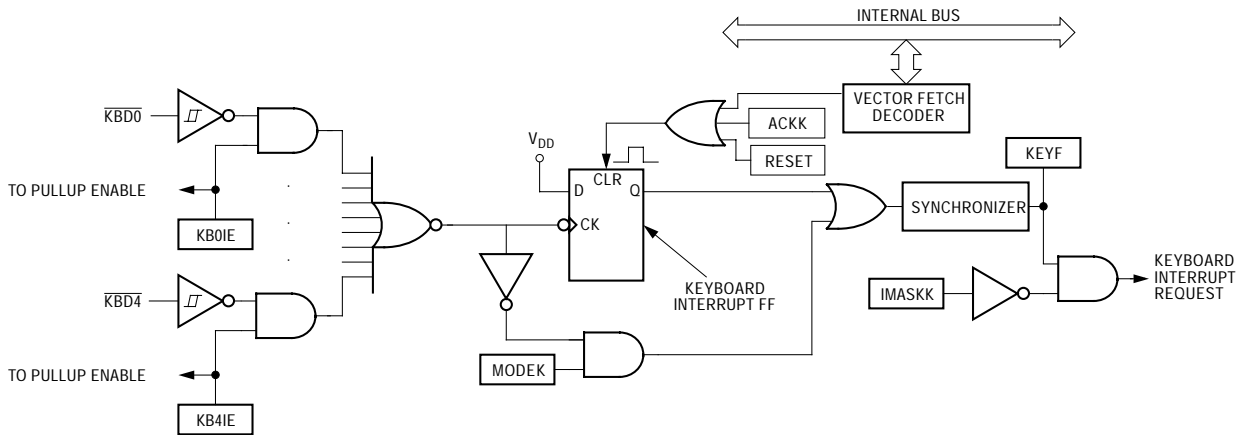 INTERNAL BUS
VECTOR FETCH
DECODER
KBD0
ACKK
VDD
RESET
KEYF
CLR
D
Q
TO PULLUP ENABLE
SYNCHRONIZER
CK
KB0IE
KEYBOARD
INTERRUPT FF
KEYBOARD
INTERRUPT
REQUEST
IMASKK
KBD4
MODEK
TO PULLUP ENABLE
KB4IE